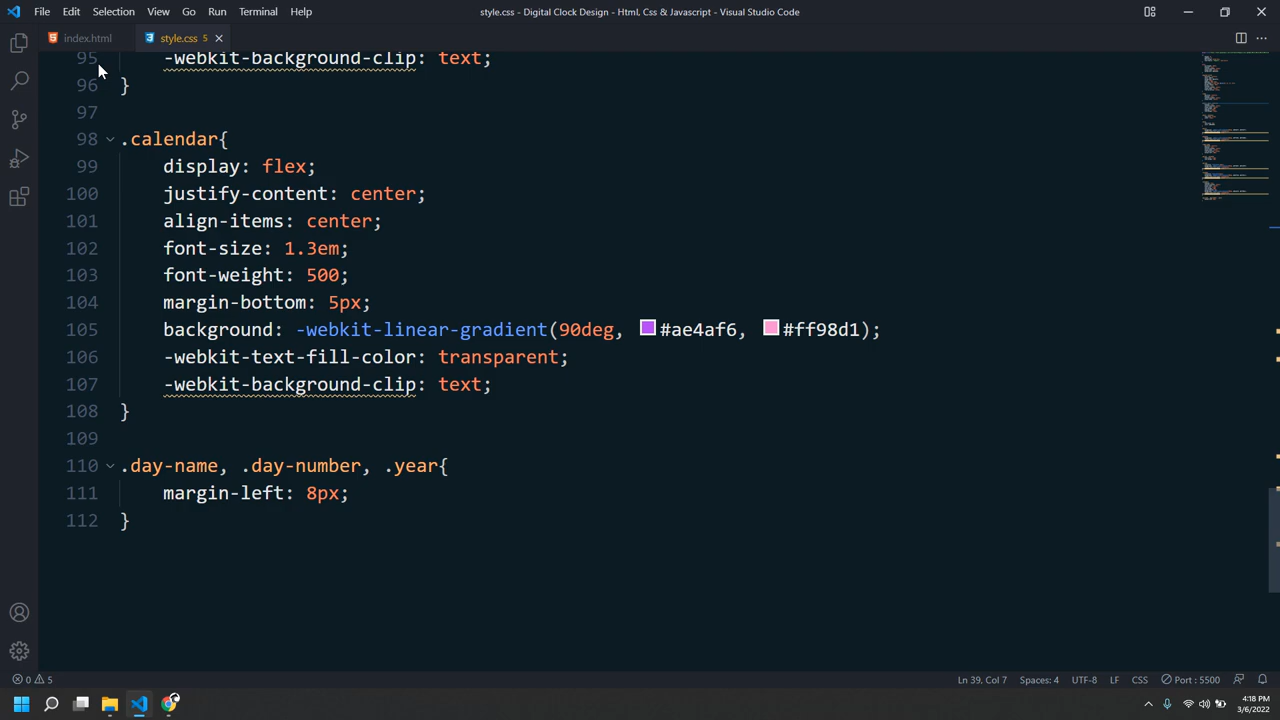 File Edit Selection View Go Run Terminal Help
style.css - Digital Clock Design - Html, Css & Javascript - Visual Studio Code
index.html
style.css 5
95 -webkit-background-clip: text;
96 }
97
98 .calendar{
99 display: flex;
100 justify-content: center;
101 align-items: center;
102 font-size: 1.3em;
103 font-weight: 500;
104 margin-bottom: 5px;
105 background: -webkit-linear-gradient(90deg, #ae4af6, #ff98d1);
106 -webkit-text-fill-color: transparent;
107 -webkit-background-clip: text;
108 }
109
110 .day-name, .day-number, .year{
111 margin-left: 8px;
112 }
0 5
Ln 39, Col 7 Spaces: 4 UTF-8 LF CSS Port : 5500
4:18 PM
3/6/2022